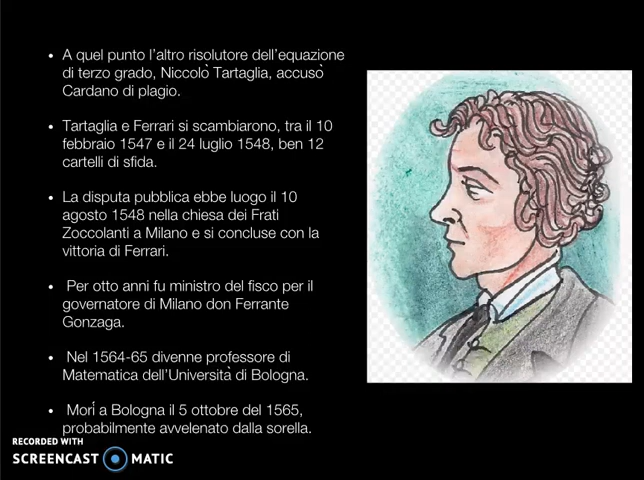 • A quel punto l'altro risolutore dell'equazione
di terzo grado, Niccolò Tartaglia, accusò
Cardano di plagio.
• Tartaglia e Ferrari si scambiarono, tra il 10
febbraio 1547 e il 24 luglio 1548, ben 12
cartelli di sfida.
• La disputa pubblica ebbe luogo il 10
agosto 1548 nella chiesa dei Frati
Zoccolanti a Milano e si concluse con la
vittoria di Ferrari.
• Per otto anni fu ministro del fisco per il
governatore di Milano don Ferrante
Gonzaga.
• Nel 1564-65 divenne professore di
Matematica dell'Università di Bologna.
• Morí a Bologna il 5 ottobre del 1565,
probabilmente avvelenato dalla sorella.
RECORDED WITH
SCREENCAST MATIC